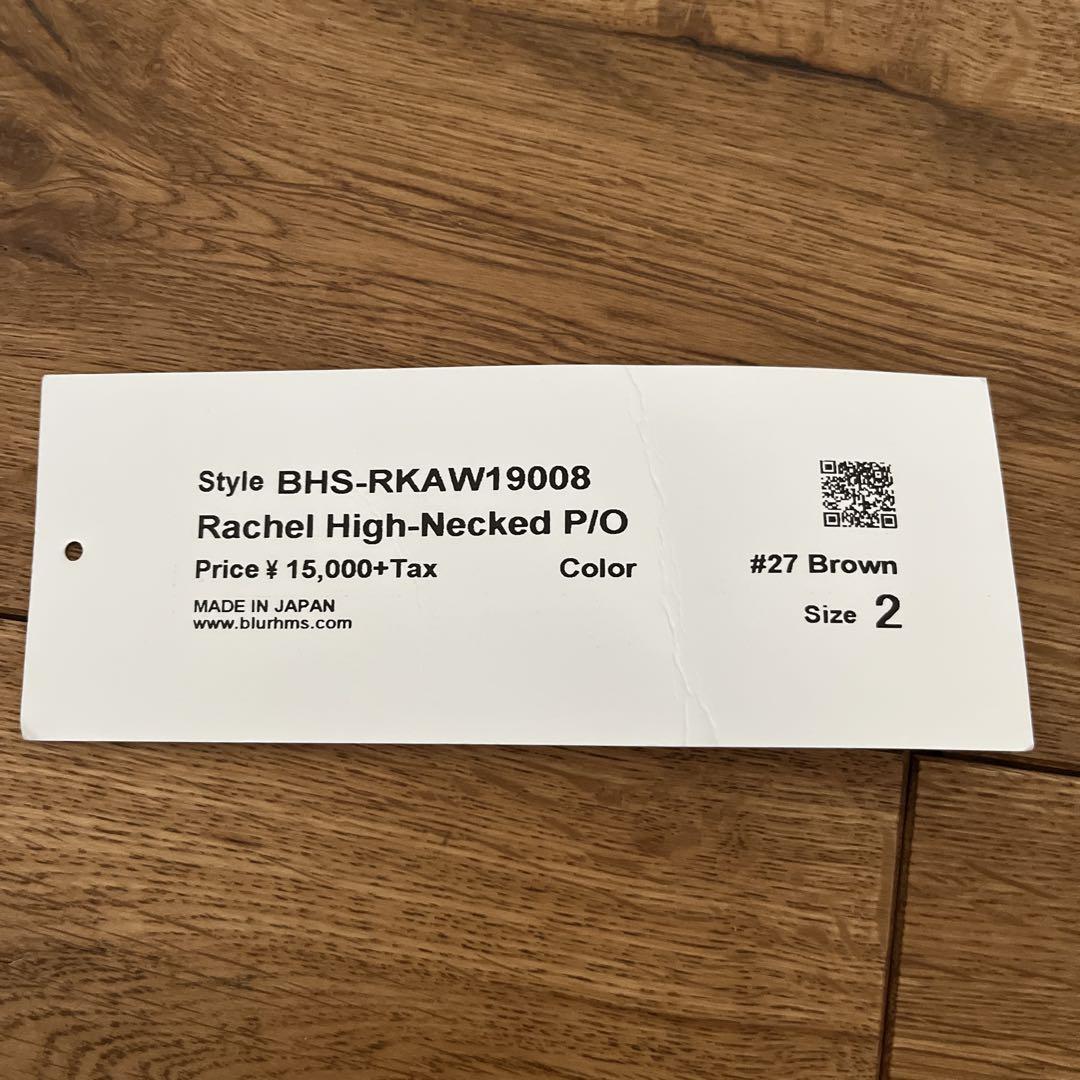 Style BHS-RKAW19008
Rachel High-Necked P/O
Price ¥ 15,000+Tax Color #27 Brown
MADE IN JAPAN Size 2
www.blurhms.com